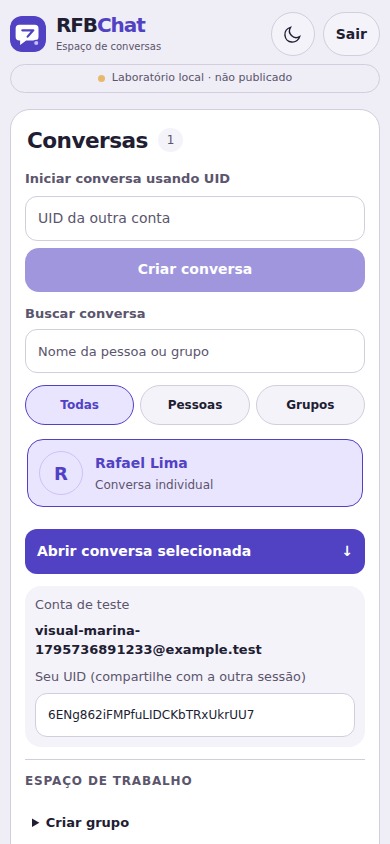 RFBChat
Espaço de conversas
Sair
Laboratório local · não publicado
Conversas 1
Iniciar conversa usando UID
UID da outra conta
Criar conversa
Buscar conversa
Nome da pessoa ou grupo
Todas Pessoas Grupos
R
Rafael Lima
Conversa individual
Abrir conversa selecionada ↓
Conta de teste
visual-marina-
1795736891233@example.test
Seu UID (compartilhe com a outra sessão)
6ENg862iFMPfuLIDCKbTRxUkrUU7
ESPAÇO DE TRABALHO
Criar grupo